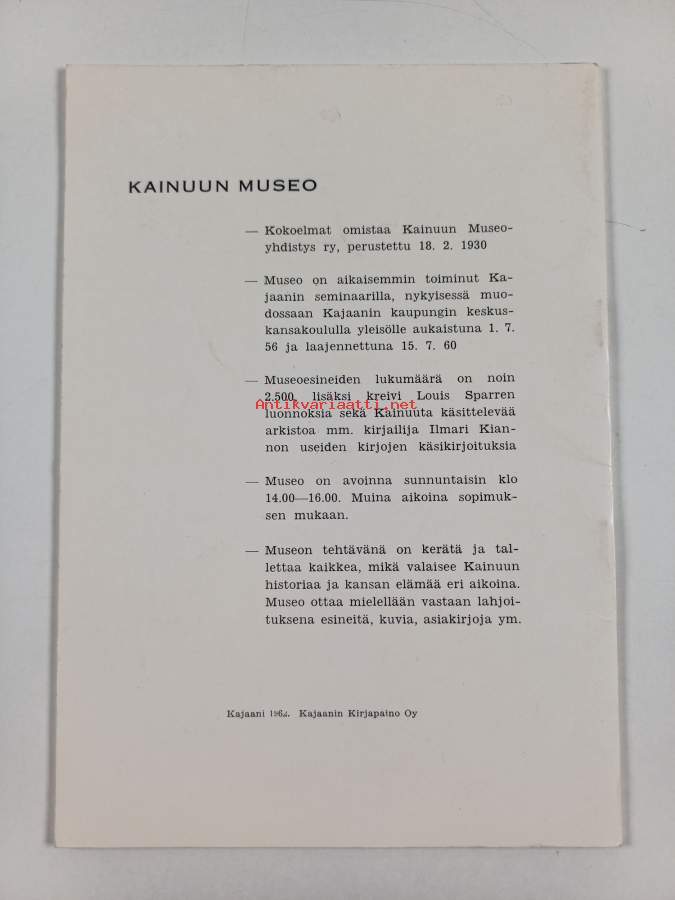 KAINUUN MUSEO
— Kokoelmat omistaa Kainuun Museo-
yhdistys ry, perustettu 18. 2. 1930
— Museo on aikaisemmin toiminut Ka-
jaanin seminaarilla, nykyisessä muo-
dossaan Kajaanin kaupungin keskus-
kansakoululla yleisölle aukaistuna 1. 7.
56 ja laajennettuna 15. 7. 60
— Museoesineiden lukumäärä on noin
2.500, lisäksi kreivi Louis Sparren
Antikvariaatti.net
luonnoksia sekä Kainuuta käsittelevää
arkistoa mm. kirjailija Ilmari Kian-
non useiden kirjojen käsikirjoituksia
— Museo on avoinna sunnuntaisin klo
14.00—16.00. Muina aikoina sopimuk-
sen mukaan.
— Museon tehtävänä on kerätä ja tal-
lettaa kaikkea, mikä valaisee Kainuun
historiaa ja kansan elämää eri aikoina.
Museo ottaa mielellään vastaan lahjoi-
tuksena esineitä, kuvia, asiakirjoja ym.
Kajaani Kajaanin Kirjapaino Oy